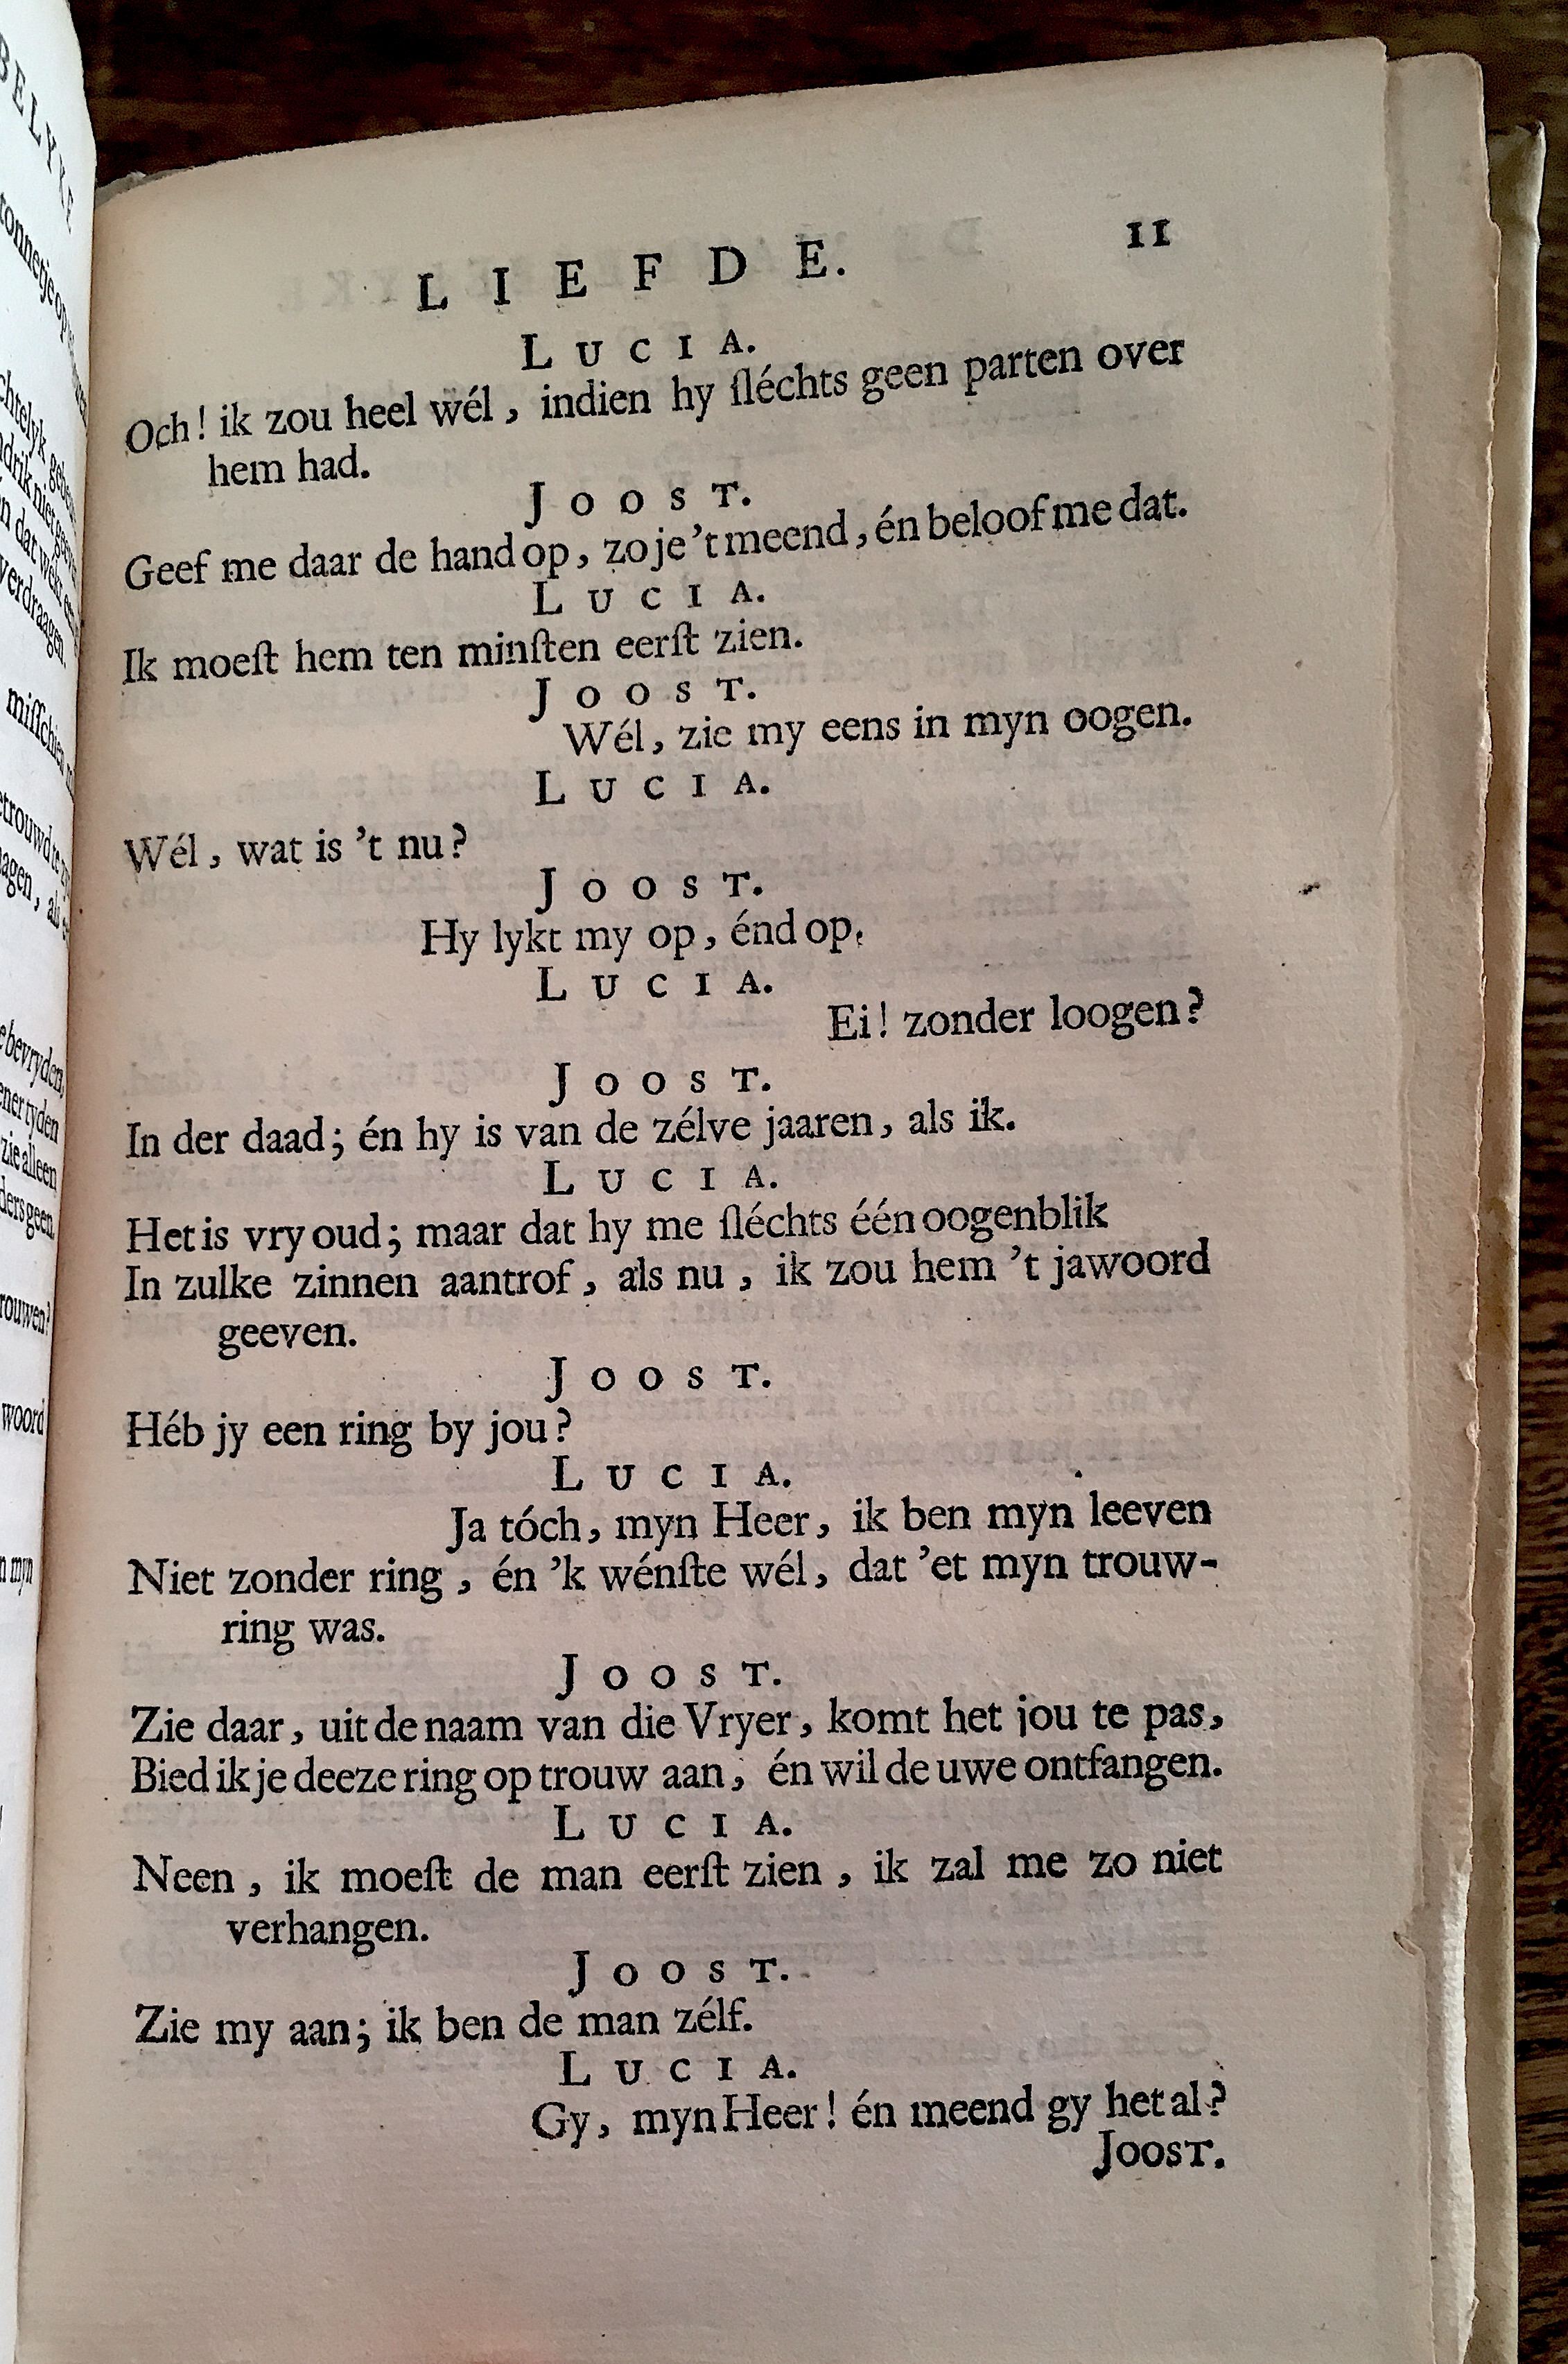 LIEFDE. 11
LUCIA.
Och! ik zou heel wél, indien hy ſléchts geen parten over
hem had.
JOOST.
Geef me daar de hand op, zo je 't meend, én beloof me dat.
LUCIA.
Ik moeſt hem ten minſten eerſt zien.
JOOST.
Wél, zie my eens in myn oogen.
LUCIA.
Wél, wat is 't nu?
JOOST.
Hy lykt my op, énd op.
LUCIA.
Ei! zonder loogen?
JOOST.
In der daad; én hy is van de zélve jaaren, als ik.
LUCIA.
Het is vry oud; maar dat hy me ſléchts één oogenblik
In zulke zinnen aantrof, als nu, ik zou hem 't jawoord
geeven.
JOOST.
Héb jy een ring by jou?
LUCIA.
Ja tóch, myn Heer, ik ben myn leeven
Niet zonder ring, én 'k wénſte wél, dat 'et myn trouw-
ring was.
JOOST.
Zie daar, uit de naam van die Vryer, komt het jou te pas,
Bied ik je deeze ring op trouw aan, én wil de uwe ontfangen.
LUCIA.
Neen, ik moeſt de man eerſt zien, ik zal me zo niet
verhangen.
JOOST.
Zie my aan; ik ben de man zélf.
LUCIA.
Gy, myn Heer! én meend gy het al?
JOOST.